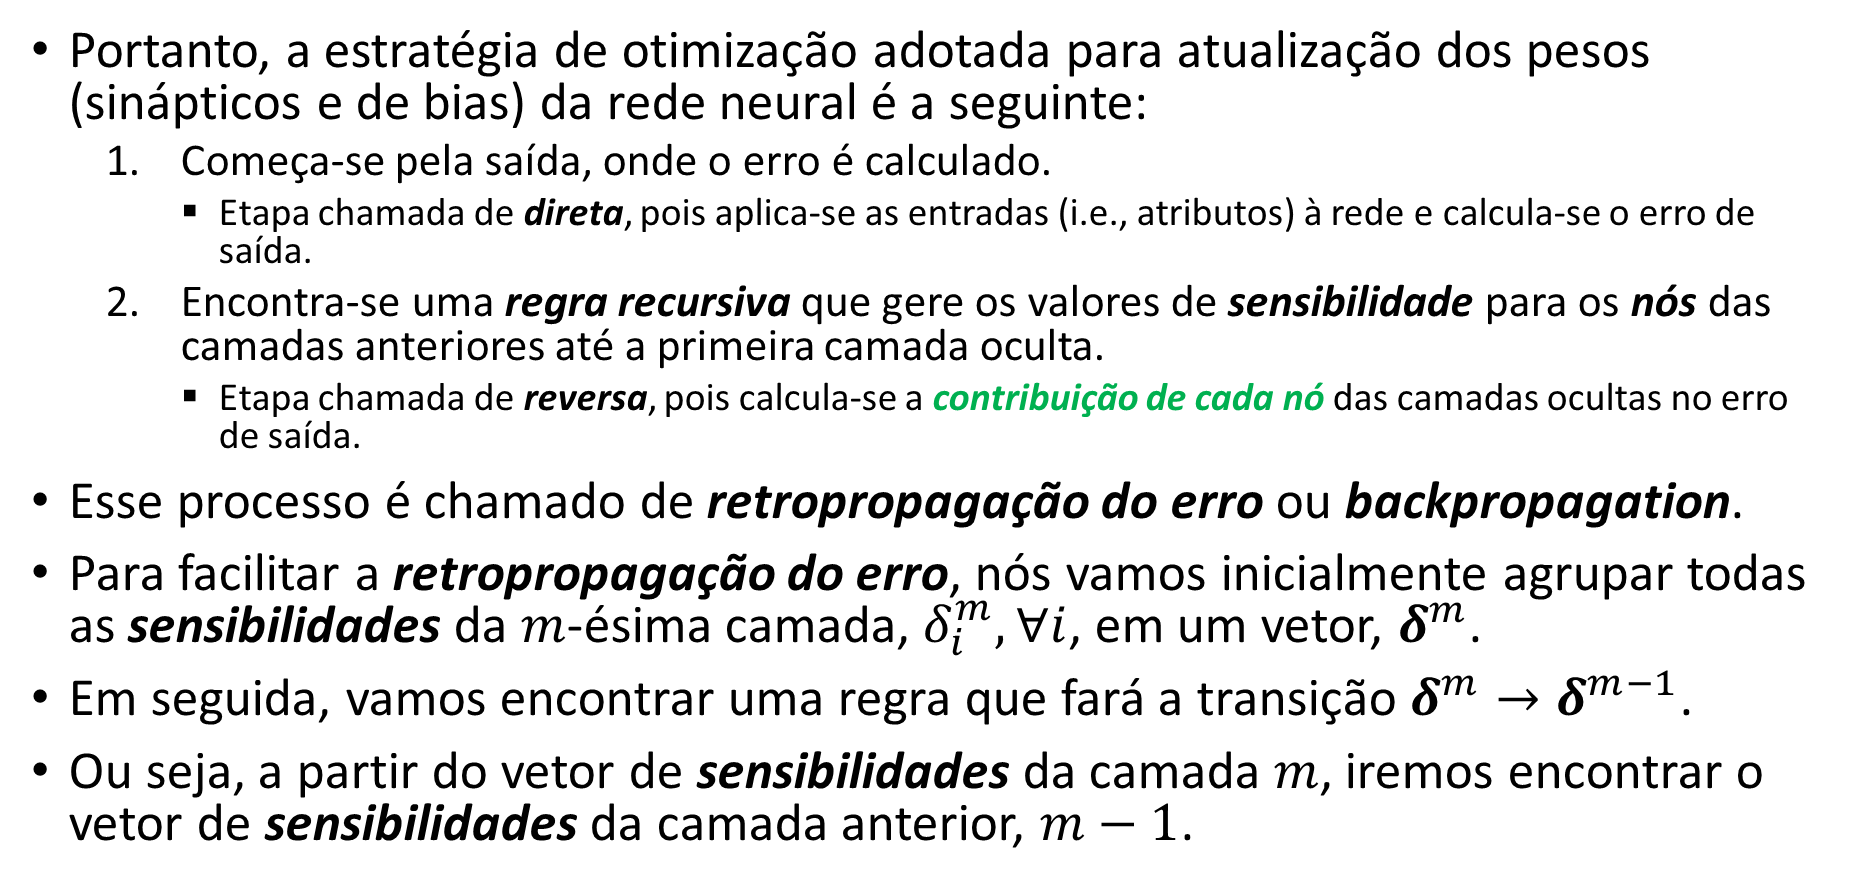 • Portanto, a estratégia de otimização adotada para atualização dos pesos
(sinápticos e de bias) da rede neural é a seguinte:
1. Começa-se pela saída, onde o erro é calculado.
▪ Etapa chamada de direta, pois aplica-se as entradas (i.e., atributos) à rede e calcula-se o erro de
saída.
2. Encontra-se uma regra recursiva que gere os valores de sensibilidade para os nós das
camadas anteriores até a primeira camada oculta.
▪ Etapa chamada de reversa, pois calcula-se a contribuição de cada nó das camadas ocultas no erro
de saída.
• Esse processo é chamado de retropropagação do erro ou backpropagation.
• Para facilitar a retropropagação do erro, nós vamos inicialmente agrupar todas
as sensibilidades da m-ésima camada, δᵢᵐ, ∀i, em um vetor, δᵐ.
• Em seguida, vamos encontrar uma regra que fará a transição δᵐ → δᵐ⁻¹.
• Ou seja, a partir do vetor de sensibilidades da camada m, iremos encontrar o
vetor de sensibilidades da camada anterior, m − 1.